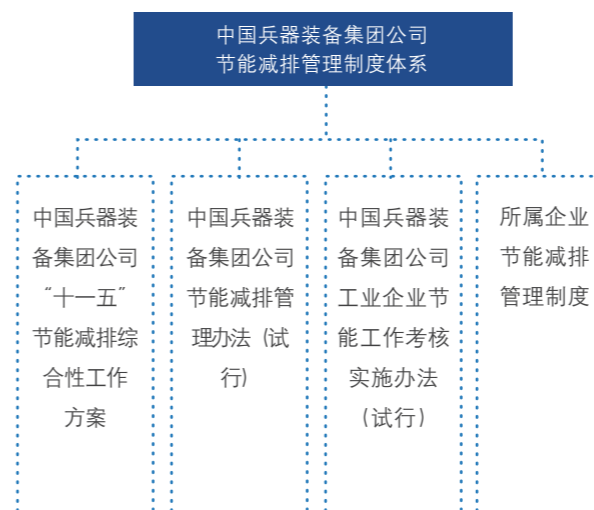 中国兵器装备集团公司
节能减排管理制度体系
中国兵器装
备集团公司
“十一五”
节能减排综
合性工作
方案
中国兵器装
备集团公司
节能减排管
理办法（试
行）
中国兵器装
备集团公司
工业企业节
能工作考核
实施办法
（试行）
所属企业
节能减排
管理制度